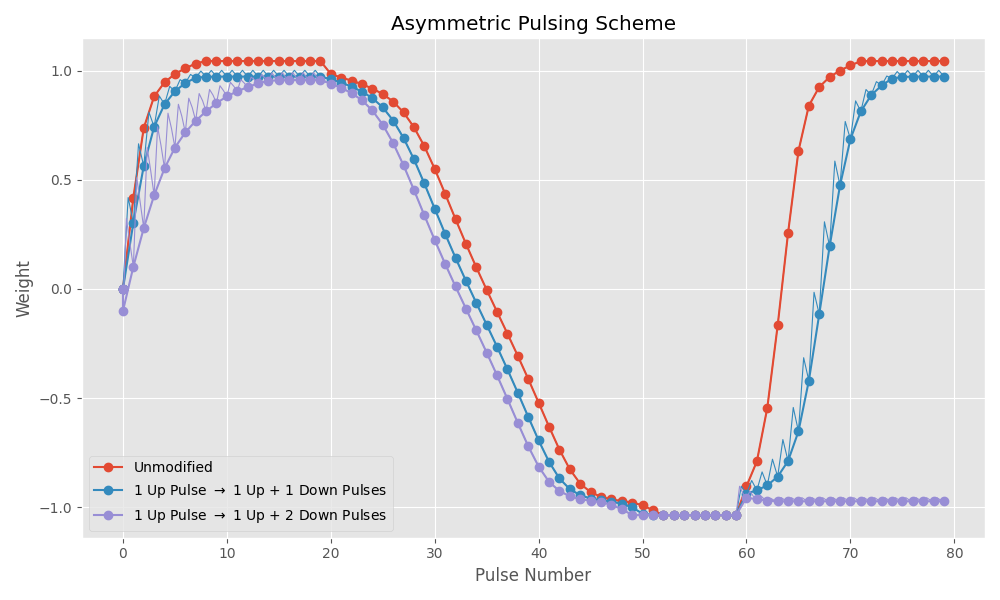 Asymmetric Pulsing Scheme
1.0
0.5
0.0
−0.5
−1.0
Weight
Unmodified
1 Up Pulse → 1 Up + 1 Down Pulses
1 Up Pulse → 1 Up + 2 Down Pulses
0 10 20 30 40 50 60 70 80
Pulse Number